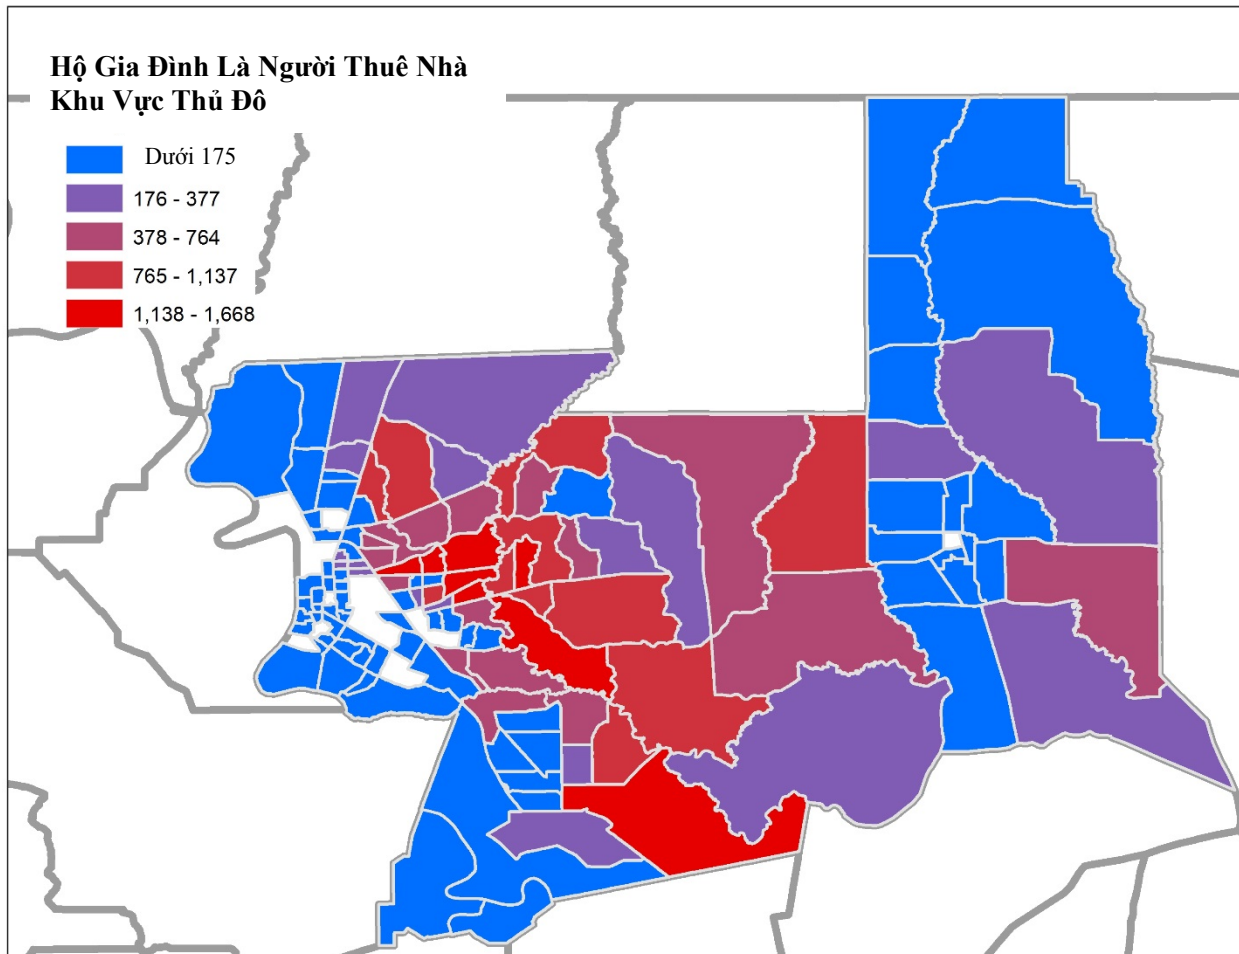 Hộ Gia Đình Là Người Thuê Nhà
Khu Vực Thủ Đô
Dưới 175
176 - 377
378 - 764
765 - 1,137
1,138 - 1,668